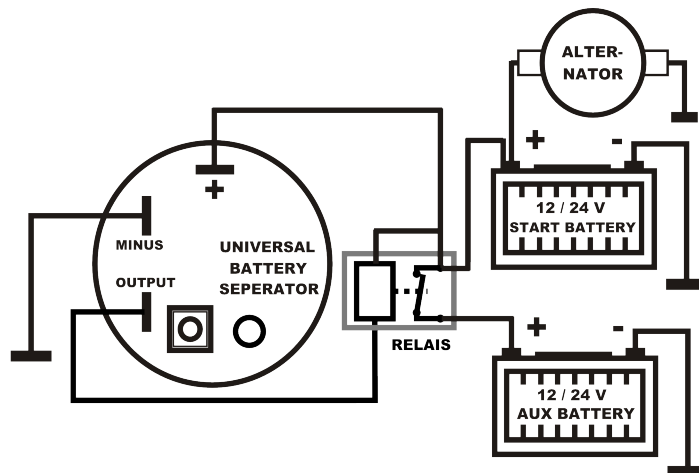 ALTER-
NATOR
+
+ -
12 / 24 V
START BATTERY
MINUS
UNIVERSAL
BATTERY
SEPERATOR
OUTPUT
RELAIS
+ -
12 / 24 V
AUX BATTERY